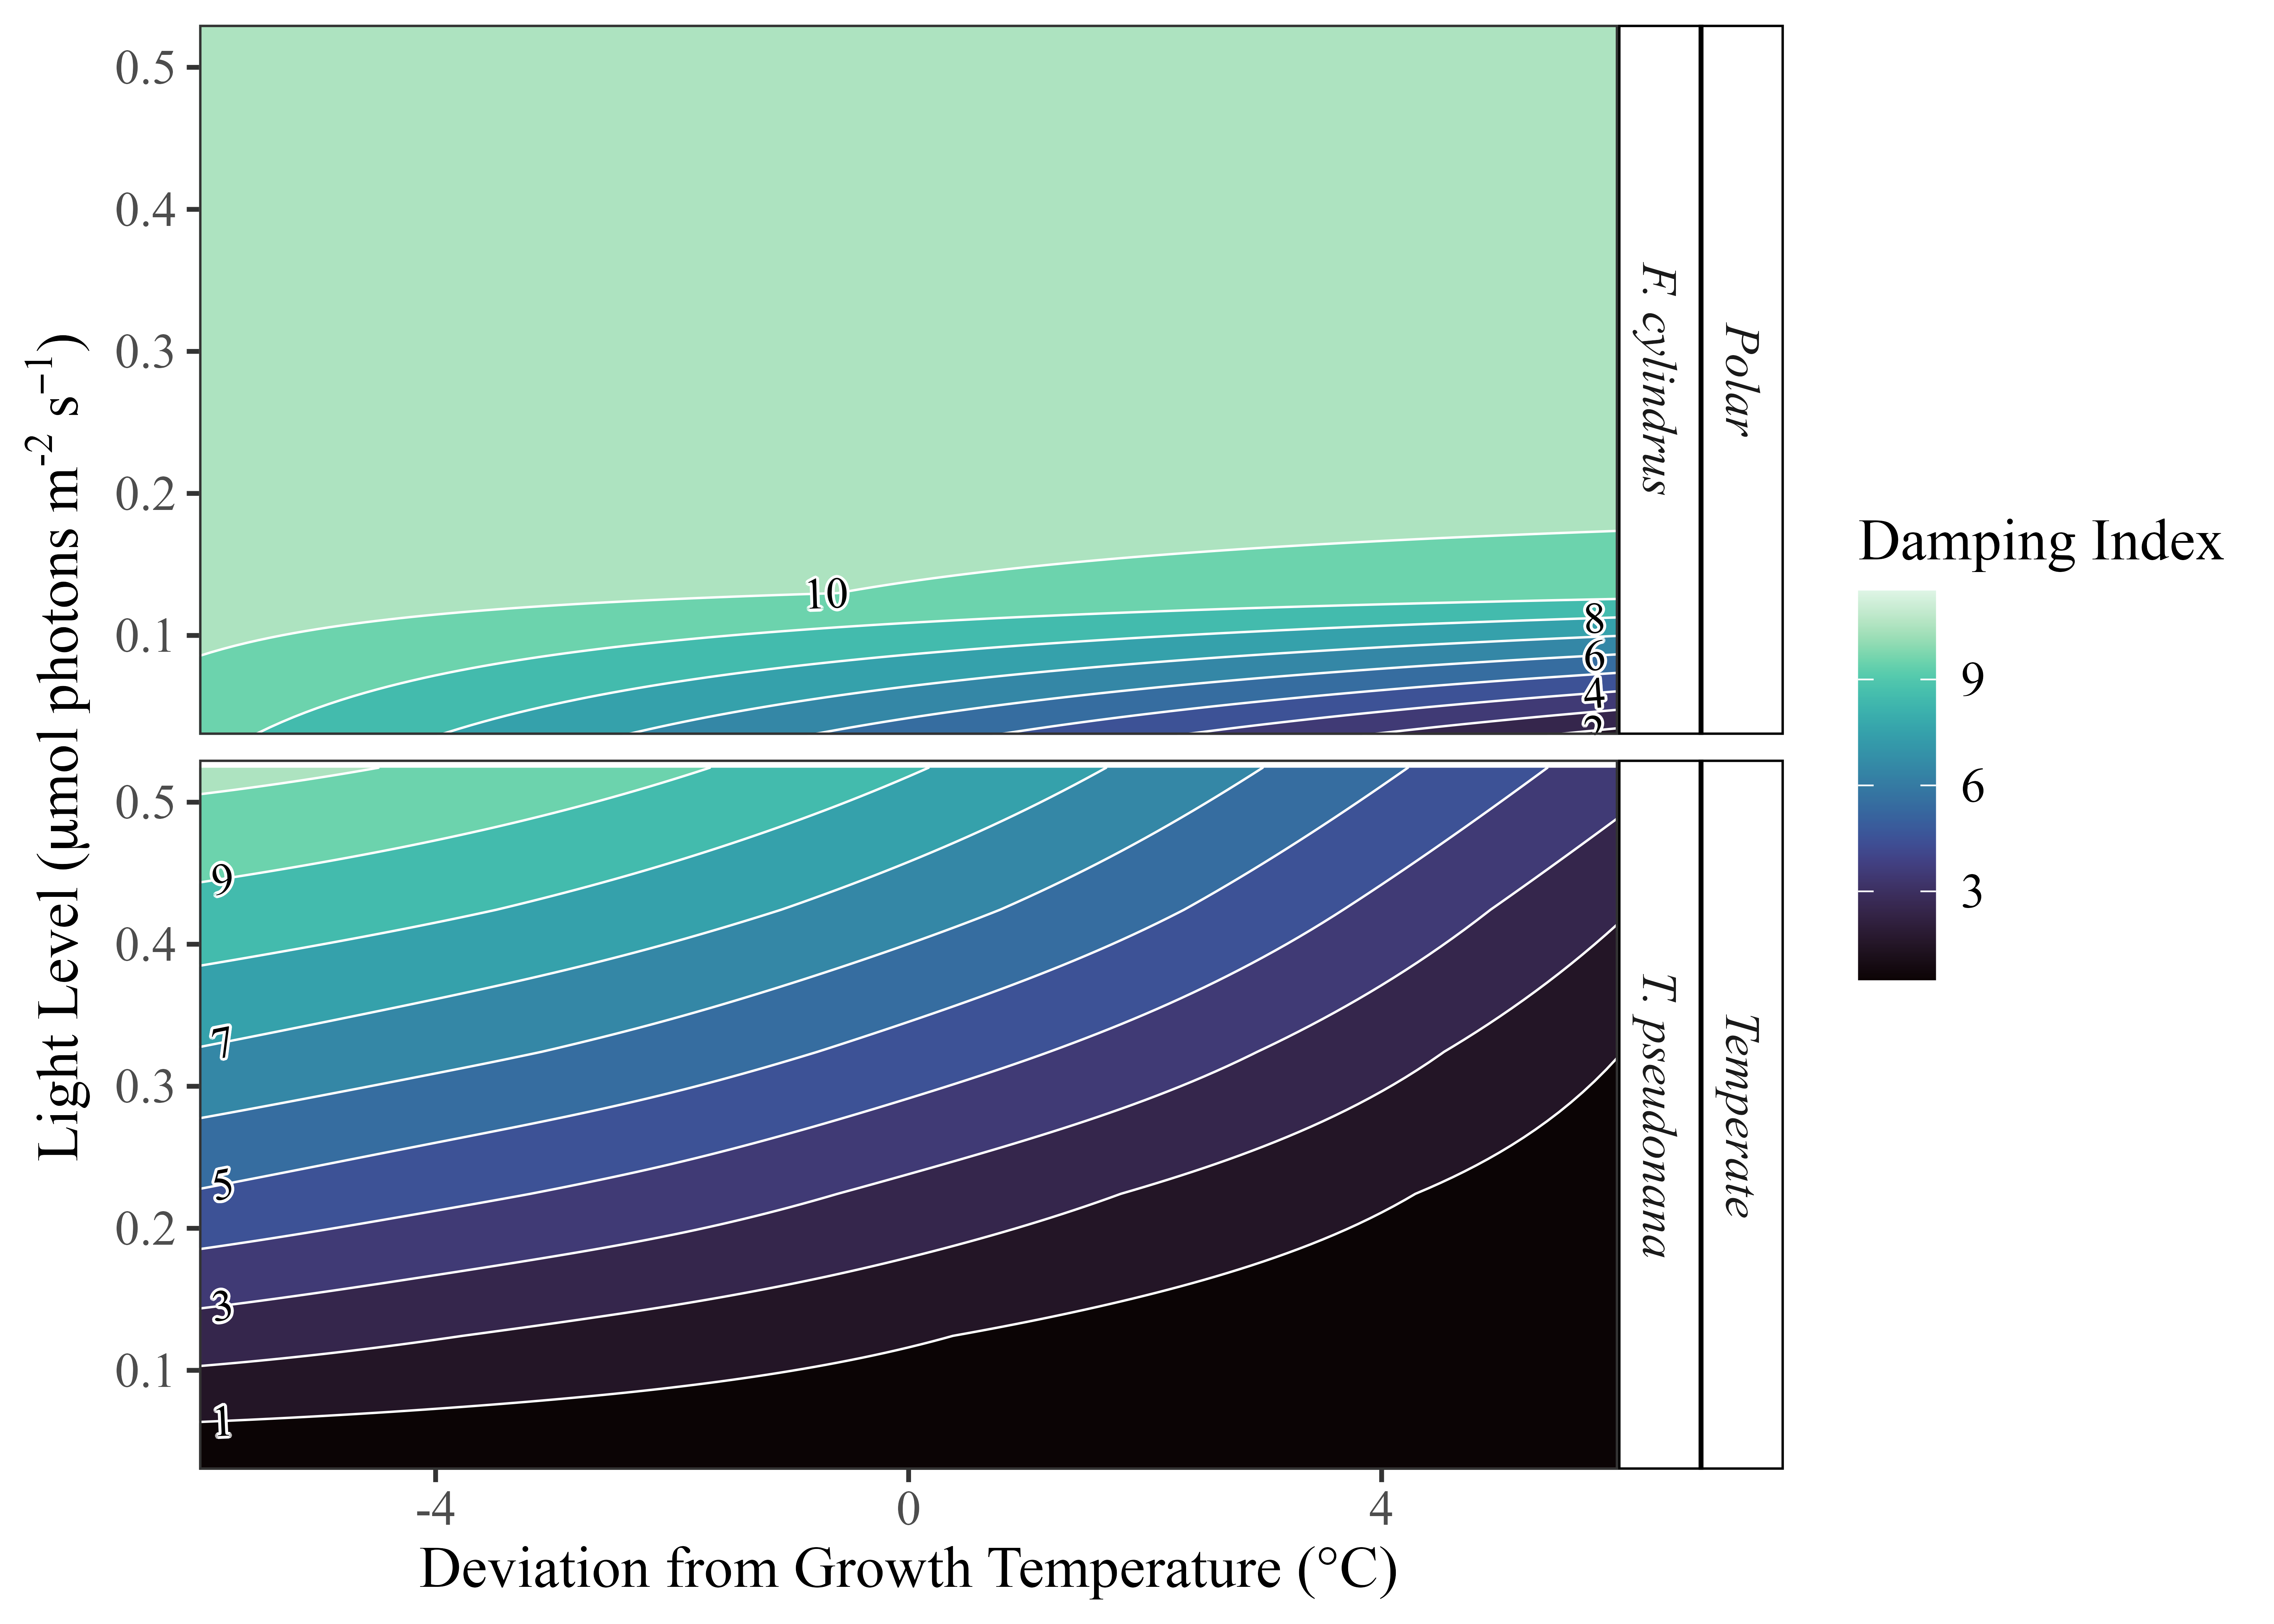 Light Level (μmol photons m⁻² s⁻¹)
0.5
0.4
0.3
0.2
0.1
10
8
6
4
2
F. cylindrus
Polar
0.5
0.4
0.3
0.2
0.1
9
7
5
3
1
T. pseudonana
Temperate
-4 0 4
Deviation from Growth Temperature (°C)
Damping Index
9
6
3